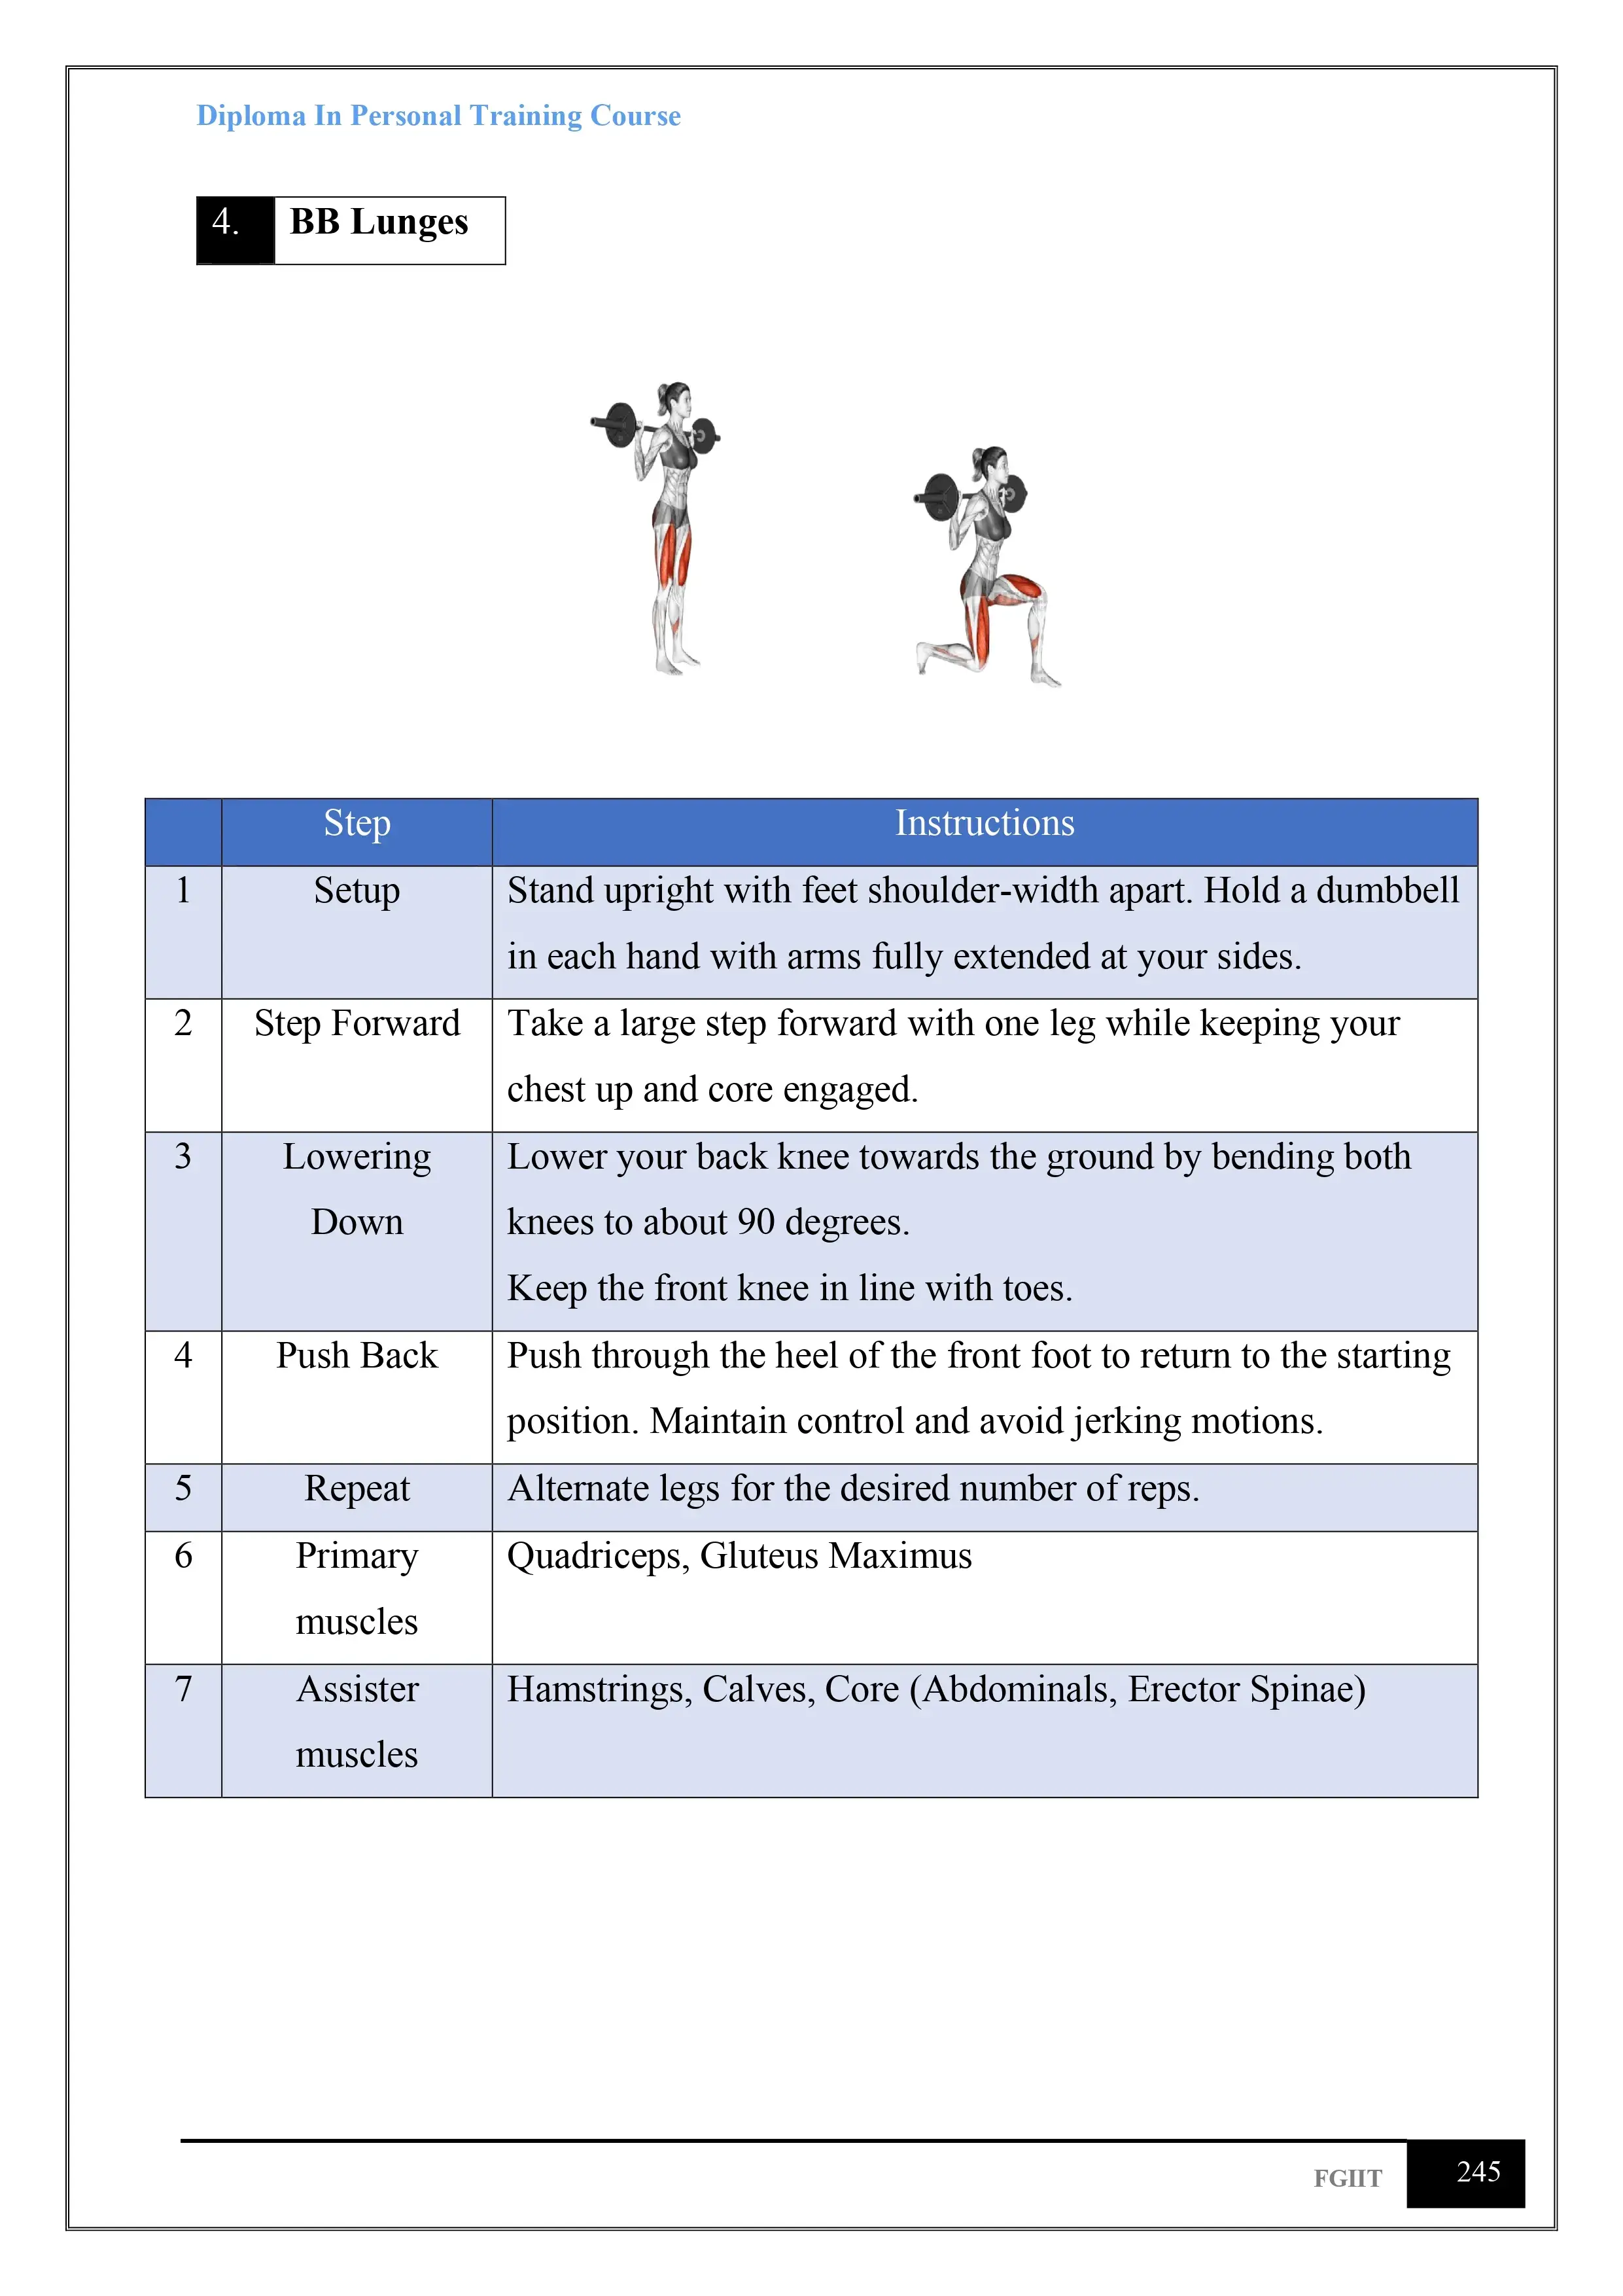 Diploma In Personal Training Course
4. BB Lunges
Step Instructions
1 Setup Stand upright with feet shoulder-width apart. Hold a dumbbell
in each hand with arms fully extended at your sides.
2 Step Forward Take a large step forward with one leg while keeping your
chest up and core engaged.
3 Lowering Lower your back knee towards the ground by bending both
Down knees to about 90 degrees.
Keep the front knee in line with toes.
4 Push Back Push through the heel of the front foot to return to the starting
position. Maintain control and avoid jerking motions.
5 Repeat Alternate legs for the desired number of reps.
6 Primary Quadriceps, Gluteus Maximus
muscles
7 Assister Hamstrings, Calves, Core (Abdominals, Erector Spinae)
muscles
FGIIT 245